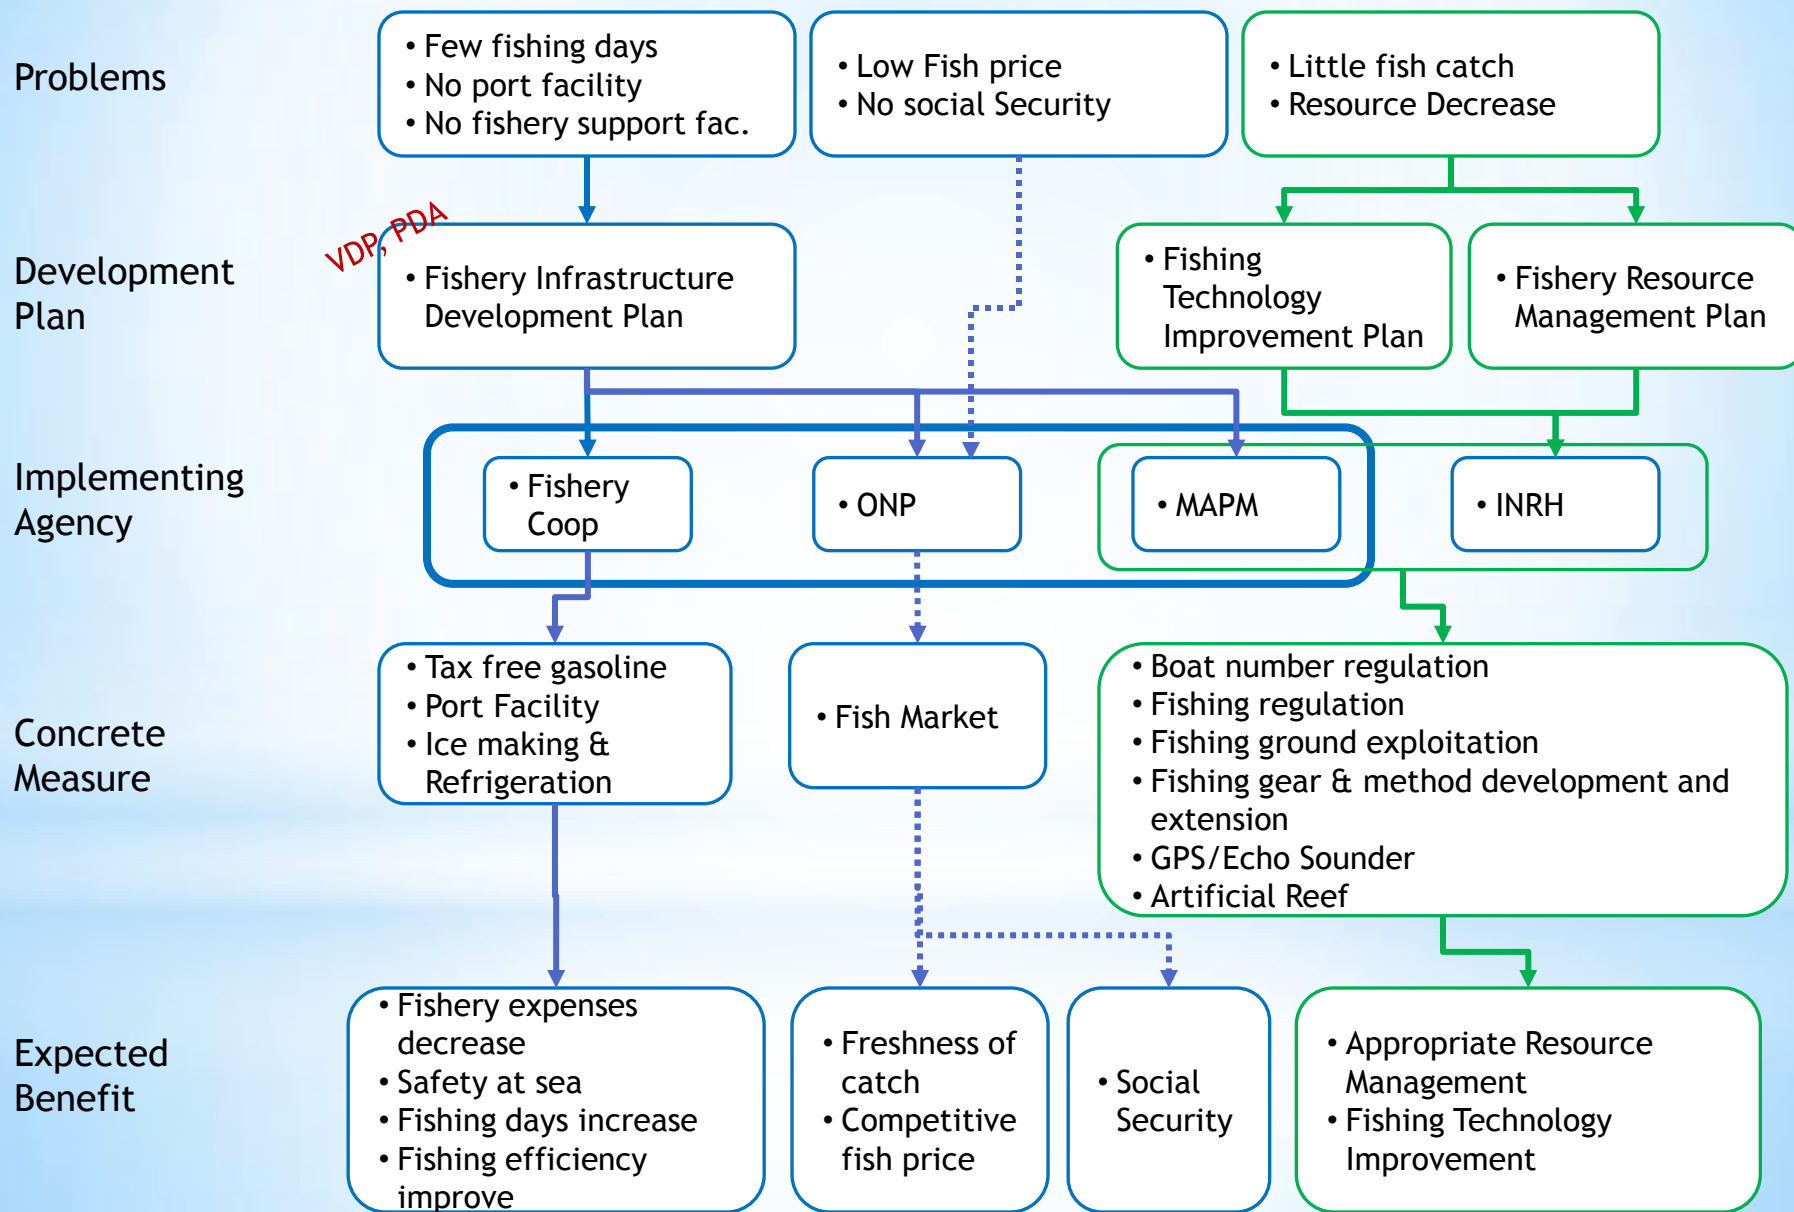 Problems
• Few fishing days
• No port facility
• No fishery support fac.
• Low Fish price
• No social Security
• Little fish catch
• Resource Decrease
Development
Plan
VDP, PDA
• Fishery Infrastructure
Development Plan
• Fishing
Technology
Improvement Plan
• Fishery Resource
Management Plan
Implementing
Agency
• Fishery
Coop
• ONP
• MAPM
• INRH
Concrete
Measure
• Tax free gasoline
• Port Facility
• Ice making &
Refrigeration
• Fish Market
• Boat number regulation
• Fishing regulation
• Fishing ground exploitation
• Fishing gear & method development and
extension
• GPS/Echo Sounder
• Artificial Reef
Expected
Benefit
• Fishery expenses
decrease
• Safety at sea
• Fishing days increase
• Fishing efficiency
improve
• Freshness of
catch
• Competitive
fish price
• Social
Security
• Appropriate Resource
Management
• Fishing Technology
Improvement